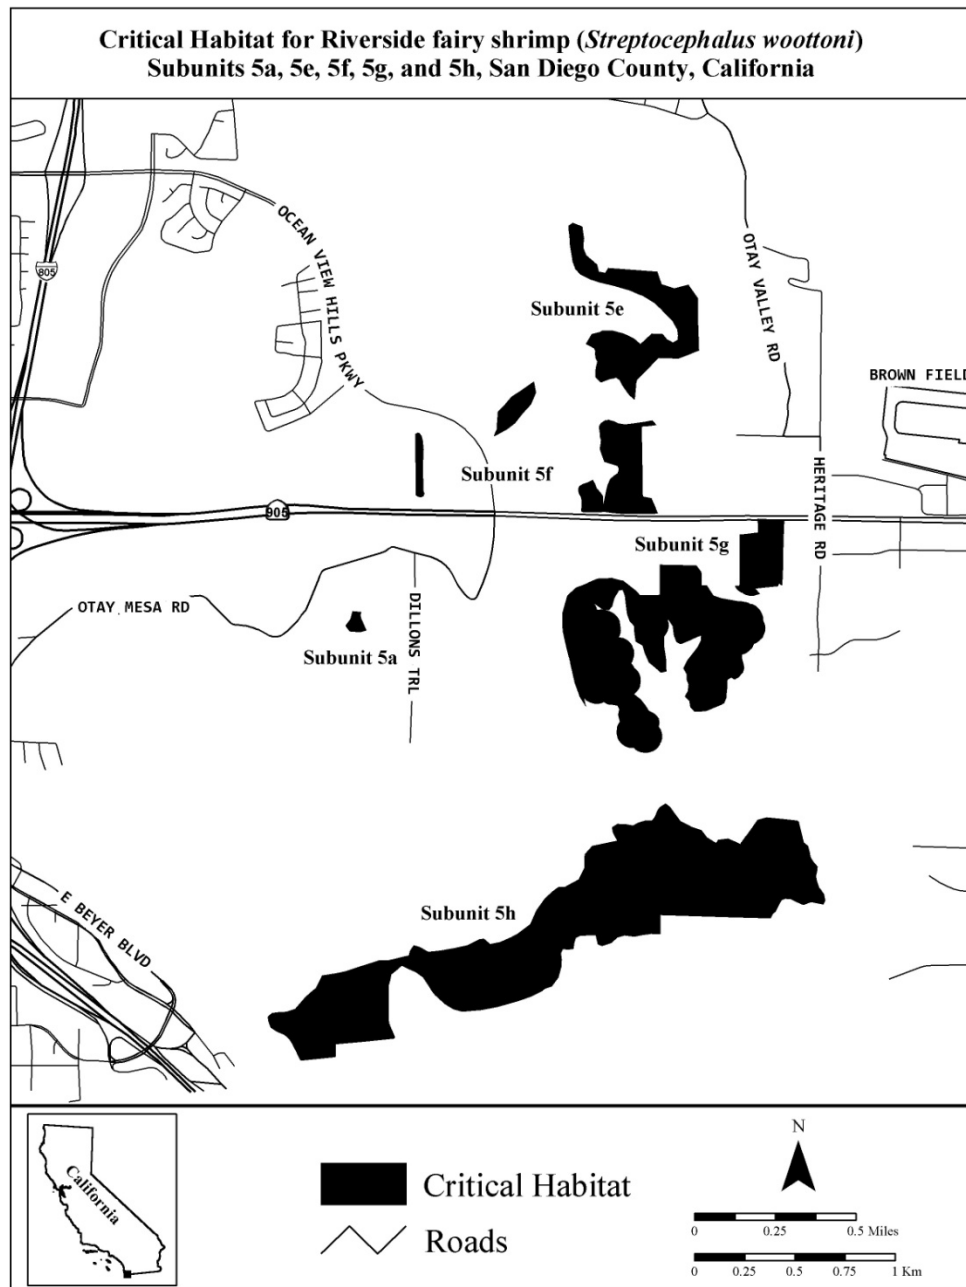 Critical Habitat for Riverside fairy shrimp (Streptocephalus woottoni)
Subunits 5a, 5e, 5f, 5g, and 5h, San Diego County, California
OCEAN VIEW HILLS PKWY
805
OTAY VALLEY RD
Subunit 5e
BROWN FIELD
Subunit 5f
HERITAGE RD
905
Subunit 5g
OTAY MESA RD
DILLONS TRL
Subunit 5a
E BEYER BLVD
Subunit 5h
California
Critical Habitat
Roads
N
0 0.25 0.5 Miles
0 0.25 0.5 0.75 1 Km